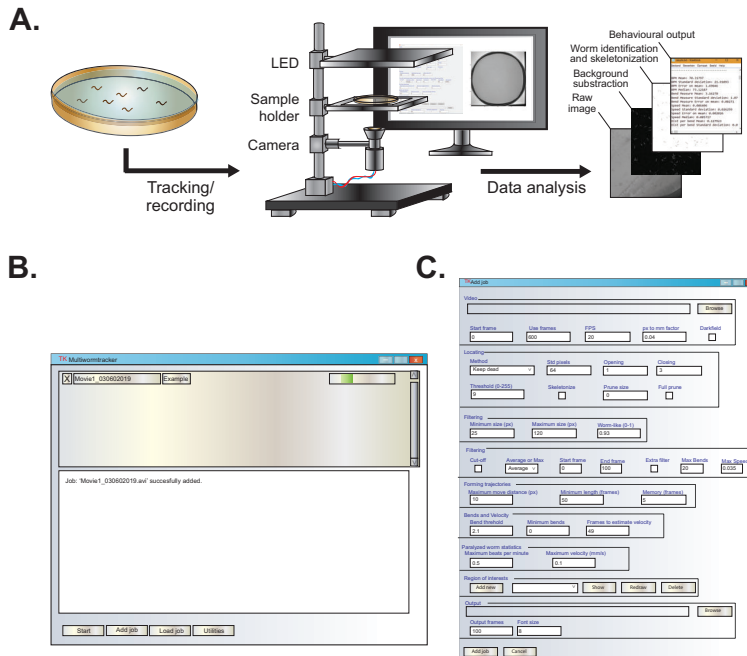 A.
LED
Sample
holder
Camera
Tracking/
recording
Data analysis
Behavioural output
Worm identification
and skeletonization
Background
substraction
Raw
image
B.
TK Multiwormtracker
X Movie1_030602019 Example
Job: 'Movie1_030602019.avi' succesfully added.
Start Add job Load job Utilities
C.
TK Add job
Video
Browse
Start frame Use frames FPS px to mm factor Darkfield
0 600 20 0.04
Locating
Method Std pixels Opening Closing
Keep dead v 64 1 3
Threshold (0-255) Skeletonize Prune size Full prune
9 0
Filtering
Minimum size (px) Maximum size (px) Worm-like (0-1)
25 120 0.93
Filtering
Cut-off Average or Max Start frame End frame Extra filter Max Bends Max Speed
Average v 0 100 20 0.035
Forming trajectories
Maximum move distance (px) Minimum length (frames) Memory (frames)
10 50 5
Bends and Velocity
Bend threhold Minimum bends Frames to estimate velocity
2.1 0 49
Paralyzed worm statistics
Maximum beats per minute Maximum velocity (mm/s)
0.5 0.1
Region of interests
Add new v Show Redraw Delete
Output
Browse
Output frames Font size
100 8
Add job Cancel